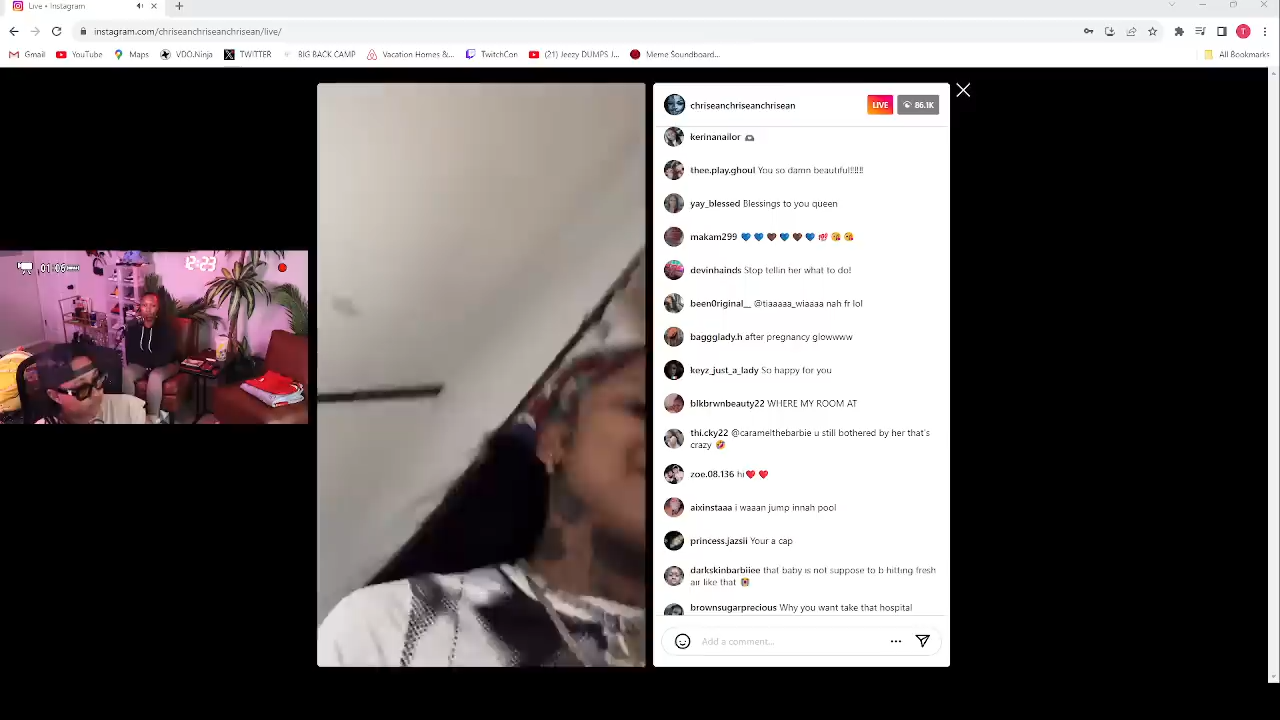 Live • Instagram
instagram.com/chriseanchriseanchrisean/live/
Gmail
YouTube
Maps
VDO.Ninja
TWITTER
BIG BACK CAMP
Vacation Homes &...
TwitchCon
(21) Jeezy DUMPS J...
Meme Soundboard...
All Bookmarks
T
chriseanchriseanchrisean
LIVE
86.1K
kerinanailor
thee.play.ghoul You so damn beautiful!!!!!!
yay_blessed Blessings to you queen
makam299 💙 💙 🖤 💙 🖤 💙 💯 😘 😘
devinhainds Stop tellin her what to do!
been0riginal__ @tiaaaaa_wiaaaa nah fr lol
baggglady.h after pregnancy glowwww
keyz_just_a_lady So happy for you
blkbrwnbeauty22 WHERE MY ROOM AT
thi.cky22 @caramelthebarbie u still bothered by her that's
crazy 🤣
zoe.08.136 hi❤️ ❤️
aixinstaaa i waaan jump innah pool
princess.jazsii Your a cap
darkskinbarbiiee that baby is not suppose to b hitting fresh
air like that 😭
brownsugarprecious Why you want take that hospital
Add a comment...
01:06
12:23